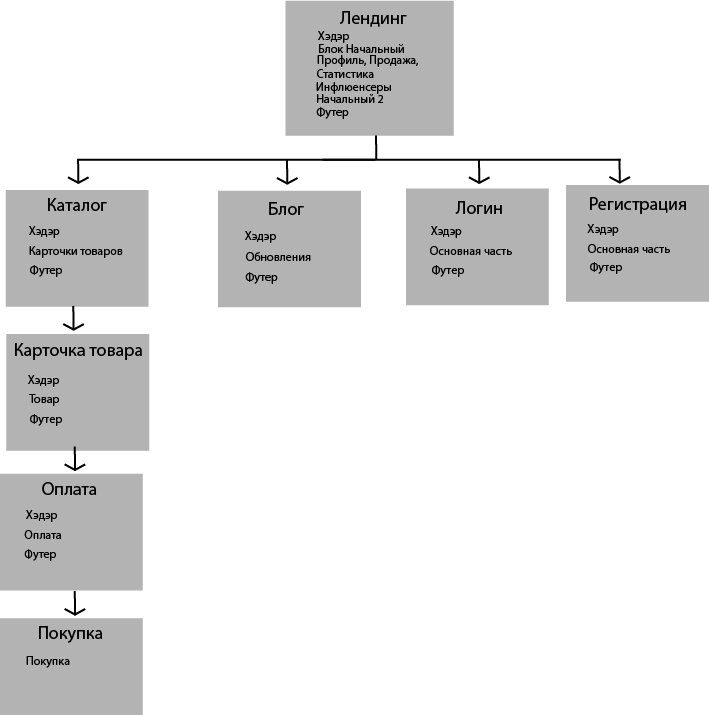 Лендинг
Хэдэр
Блок Начальный
Профиль, Продажа,
Статистика
Инфлюенсеры
Начальный 2
Футер
Каталог
Хэдэр
Карточки товаров
Футер
Блог
Хэдэр
Обновления
Футер
Логин
Хэдэр
Основная часть
Футер
Регистрация
Хэдэр
Основная часть
Футер
Карточка товара
Хэдэр
Товар
Футер
Оплата
Хэдэр
Оплата
Футер
Покупка
Покупка